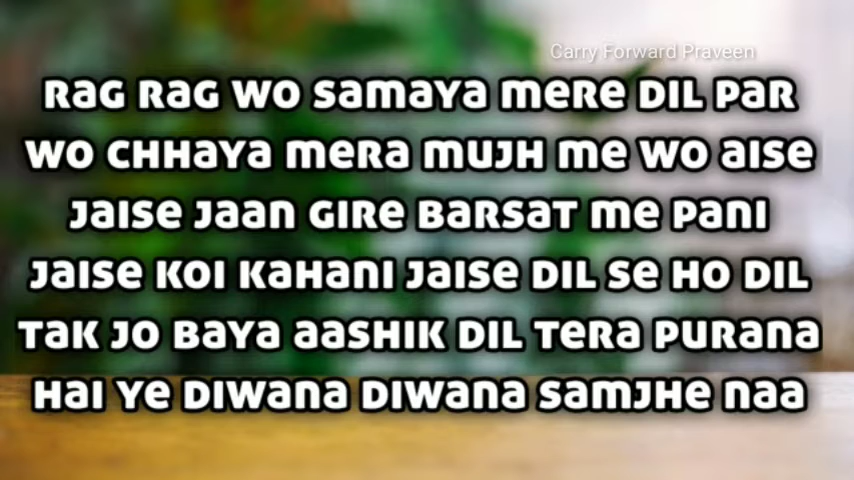 Carry Forward Praveen
RAG RAG WO SAMAYA MERE DIL PAR
WO CHHAYA MERA MUJH ME WO AISE
JAISE JAAN GIRE BARSAT ME PANI
JAISE KOI KAHANI JAISE DIL SE HO DIL
TAK JO BAYA AASHIK DIL TERA PURANA
HAI YE DIWANA DIWANA SAMJHE NAA